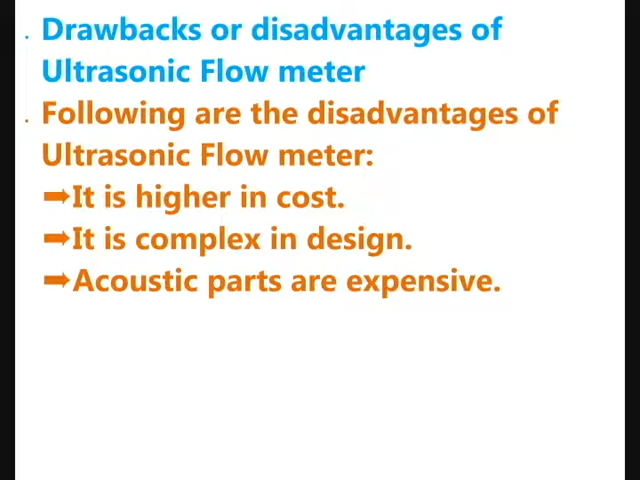 . Drawbacks or disadvantages of
Ultrasonic Flow meter
. Following are the disadvantages of
Ultrasonic Flow meter:
➡It is higher in cost.
➡It is complex in design.
➡Acoustic parts are expensive.